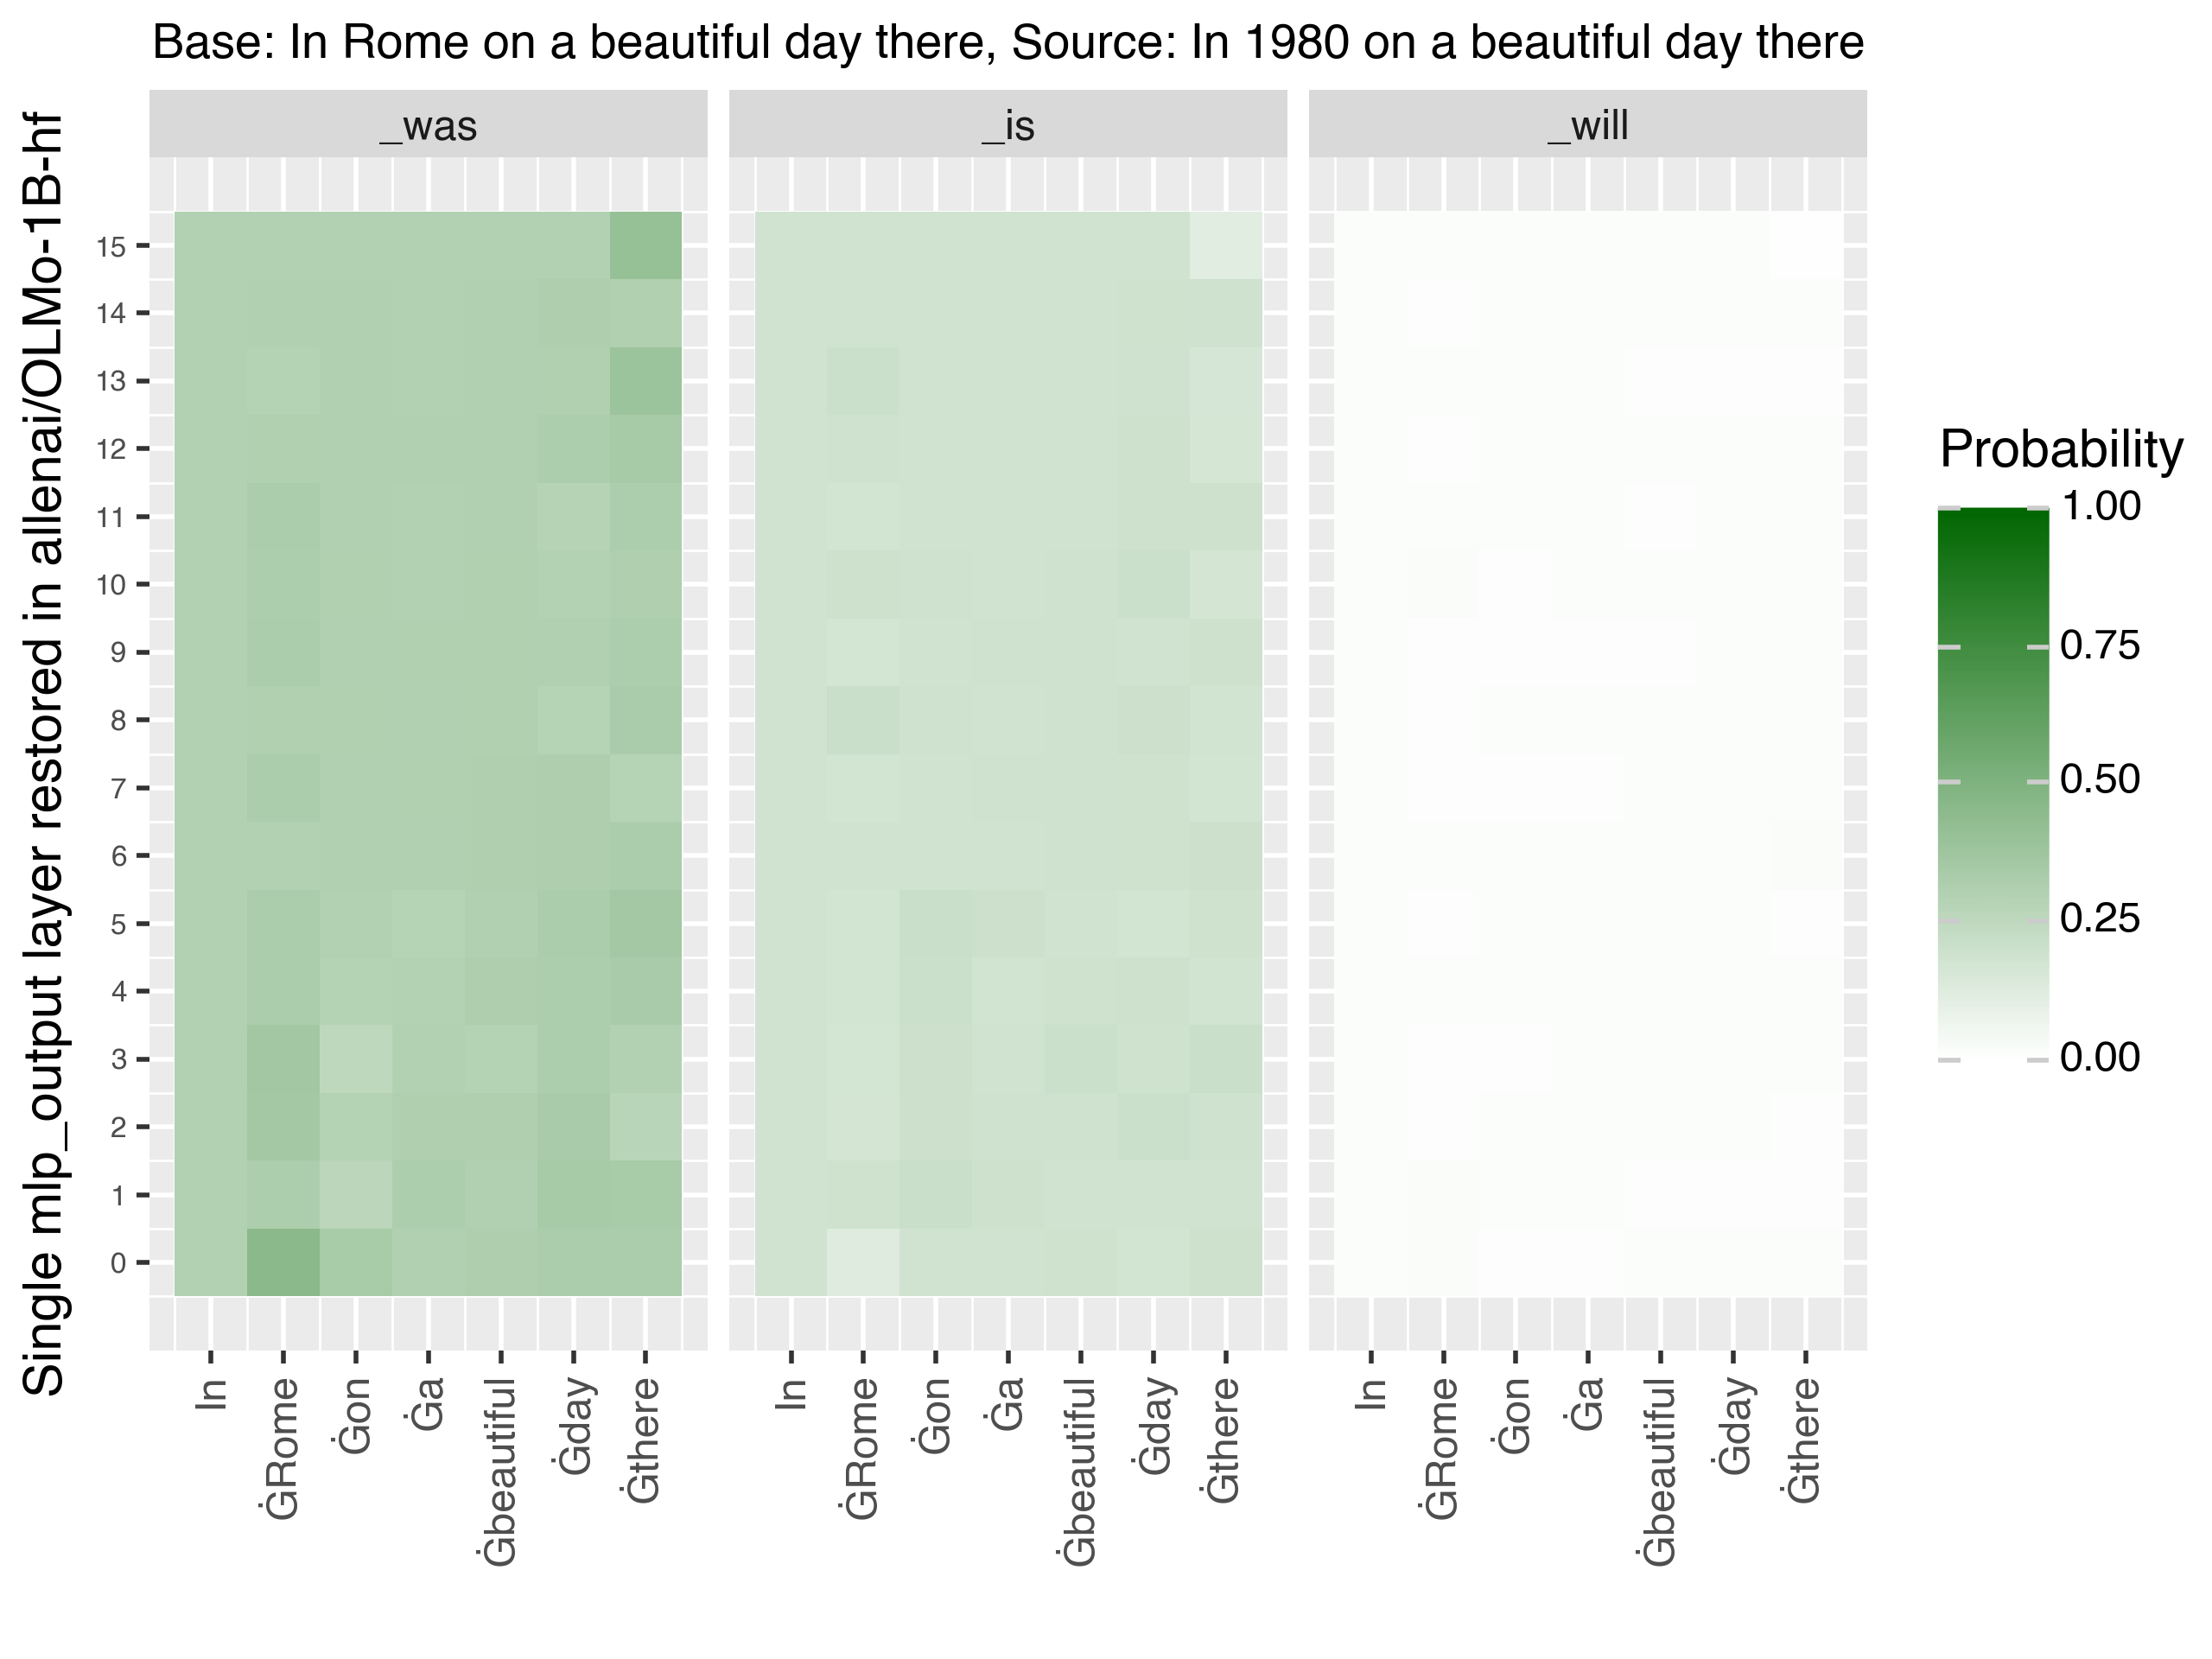 Base: In Rome on a beautiful day there, Source: In 1980 on a beautiful day there
Single mlp_output layer restored in allenai/OLMo-1B-hf
_was
_is
_will
15
14
13
12
11
10
9
8
7
6
5
4
3
2
1
0
In
ĠRome
Ġon
Ġa
Ġbeautiful
Ġday
Ġthere
In
ĠRome
Ġon
Ġa
Ġbeautiful
Ġday
Ġthere
In
ĠRome
Ġon
Ġa
Ġbeautiful
Ġday
Ġthere
Probability
1.00
0.75
0.50
0.25
0.00